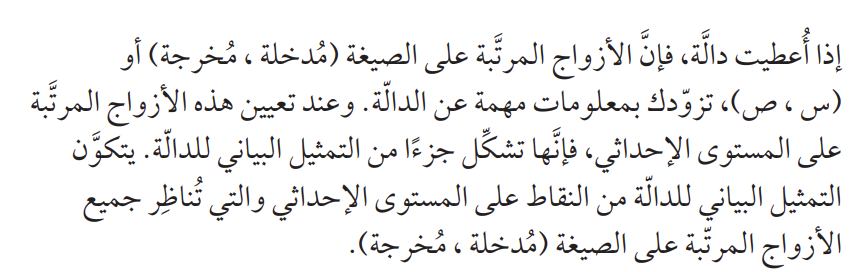 إذا أُعطيت دالَّة، فإنَّ الأزواج المرتَّبة على الصيغة (مُدخلة ، مُخرجة) أو
(س ، ص)، تزوّدك بمعلومات مهمة عن الدالّة. وعند تعيين هذه الأزواج المرتَّبة
على المستوى الإحداثي، فإنَّها تشكِّل جزءًا من التمثيل البياني للدالّة. يتكوَّن
التمثيل البياني للدالّة من النقاط على المستوى الإحداثي والتي تُناظِر جميع
الأزواج المرتّبة على الصيغة (مُدخلة ، مُخرجة).